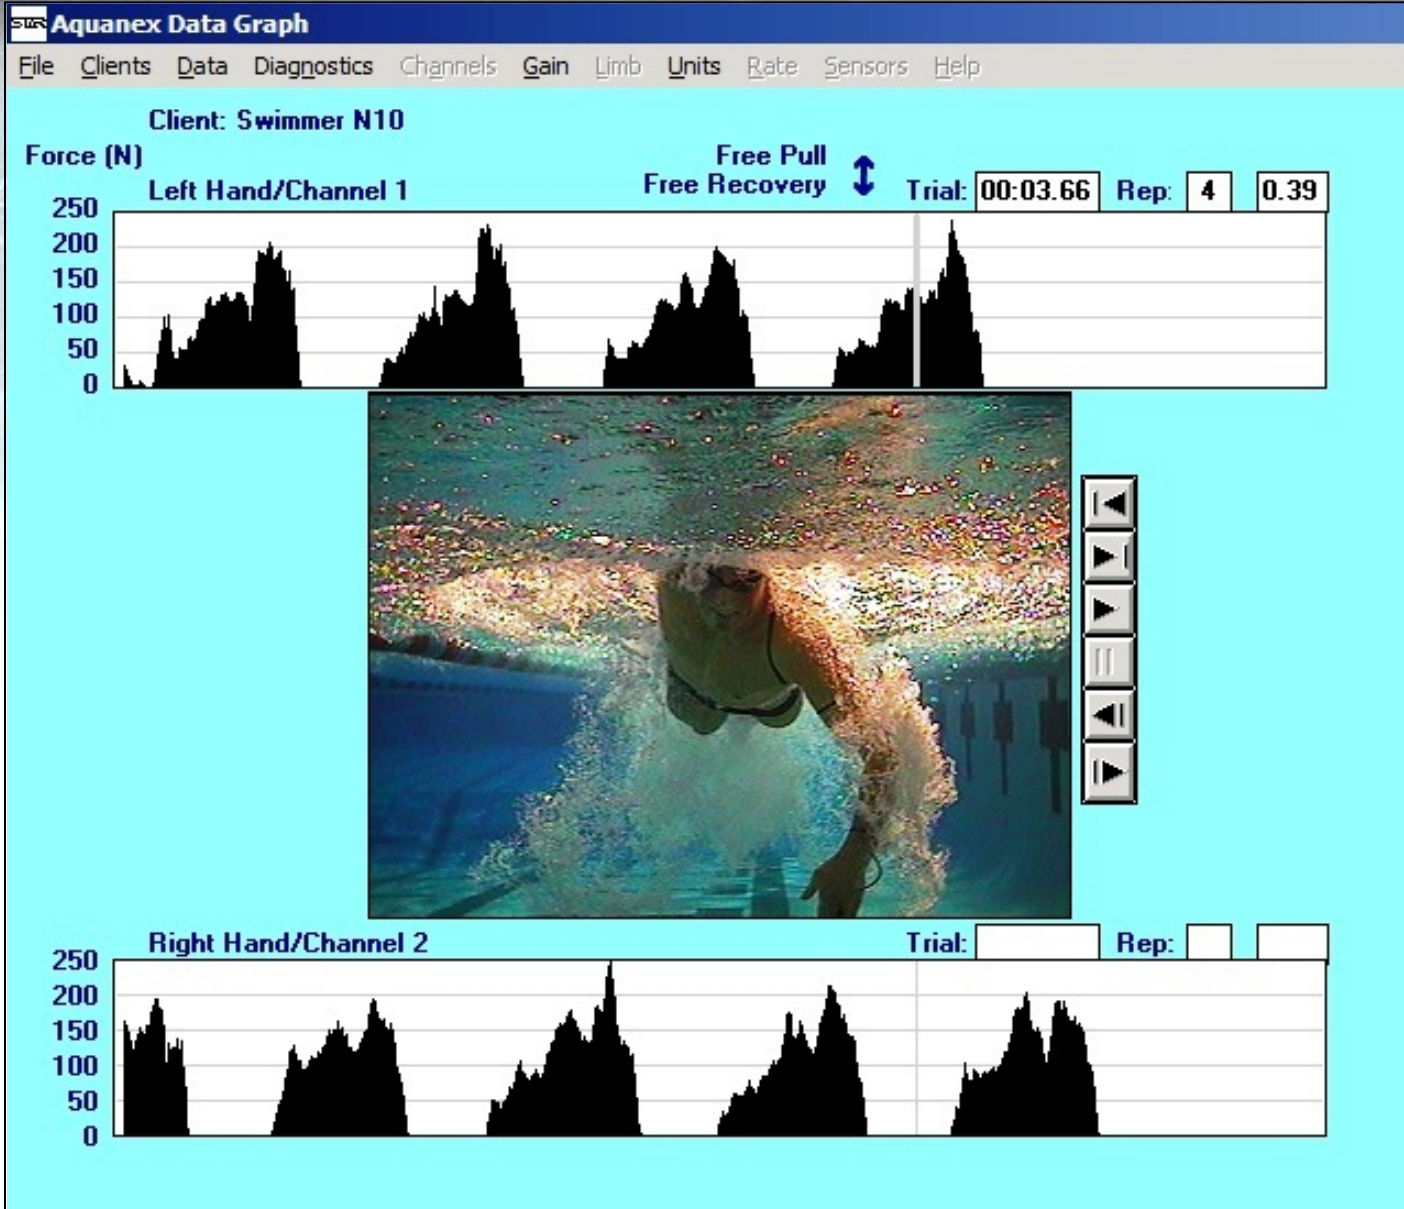 STAR Aquanex Data Graph
File Clients Data Diagnostics Channels Gain Limb Units Rate Sensors Help
Client: Swimmer N10
Force (N)
Free Pull
Free Recovery
Left Hand/Channel 1
Trial: 00:03.66 Rep: 4 0.39
250
200
150
100
50
0
Right Hand/Channel 2
Trial: Rep:
250
200
150
100
50
0